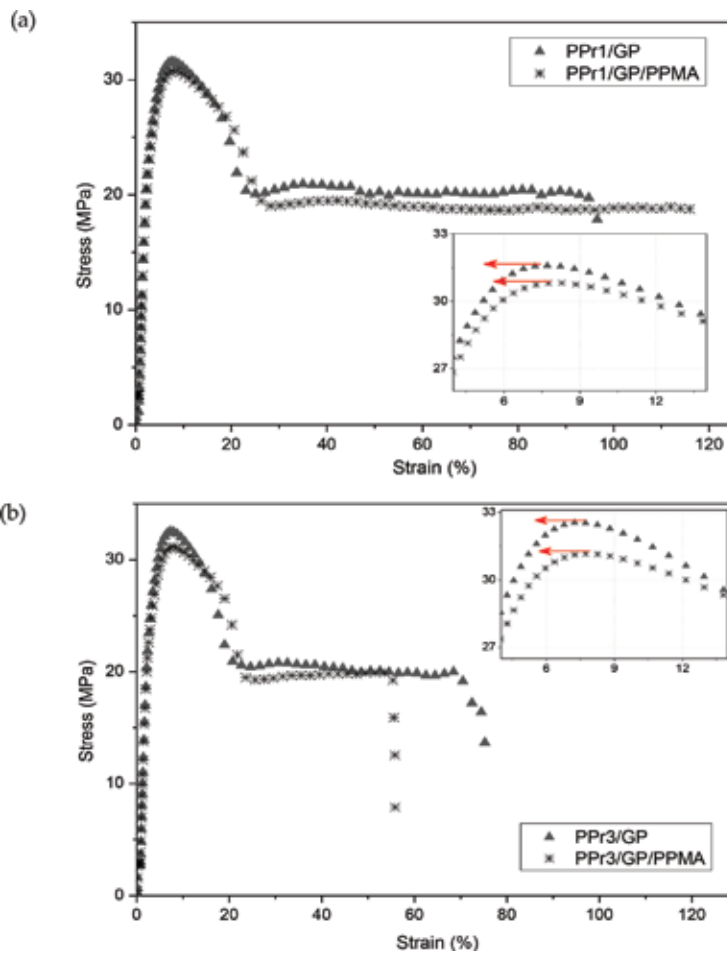 (a)
PPr1/GP
PPr1/GP/PPMA
30
20
10
0
Stress (MPa)
33
30
27
6 9 12
0 20 40 60 80 100 120
Strain (%)
(b)
33
30
27
6 9 12
30
20
10
0
Stress (MPa)
PPr3/GP
PPr3/GP/PPMA
0 20 40 60 80 100 120
Strain (%)